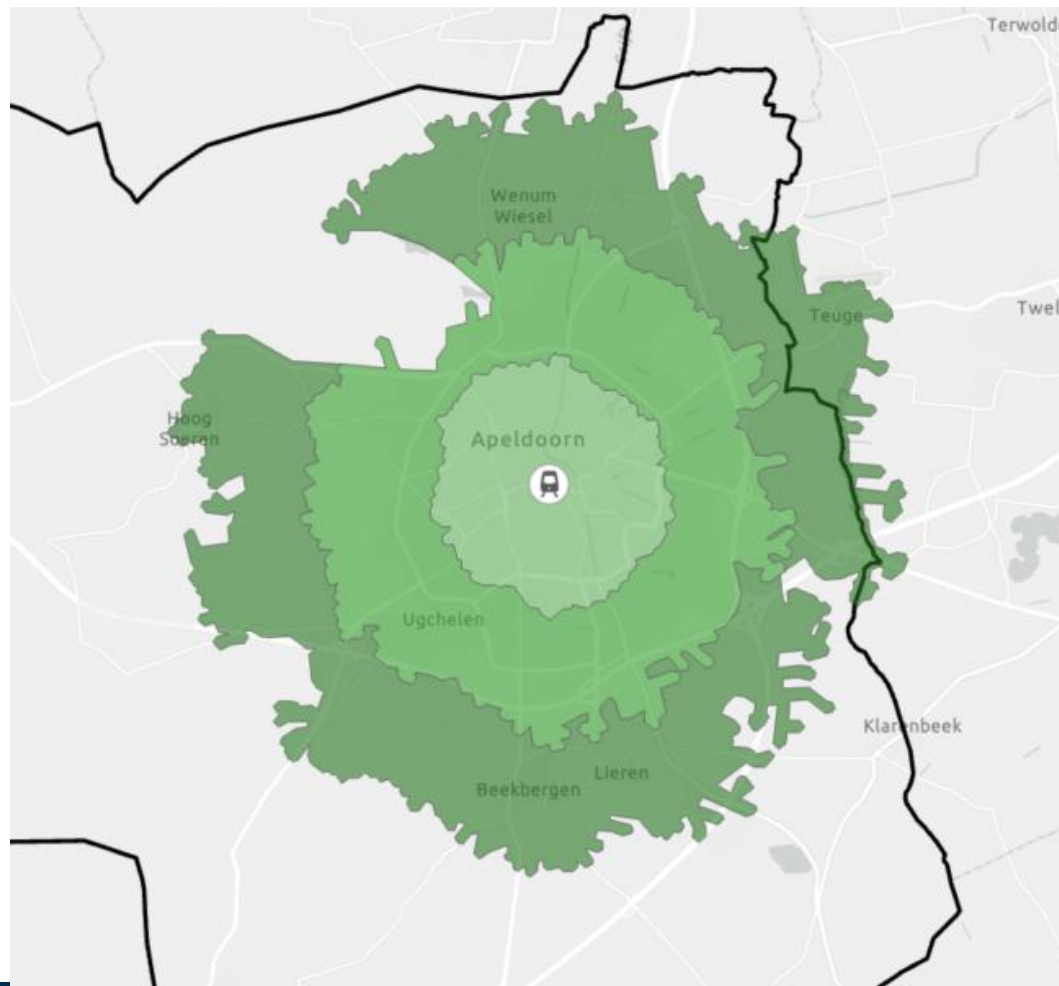 Terwolde
Wenum
Wiesel
Teuge
Twel
Hoog
Soeren
Apeldoorn
Ugchelen
Klarenbeek
Lieren
Beekbergen